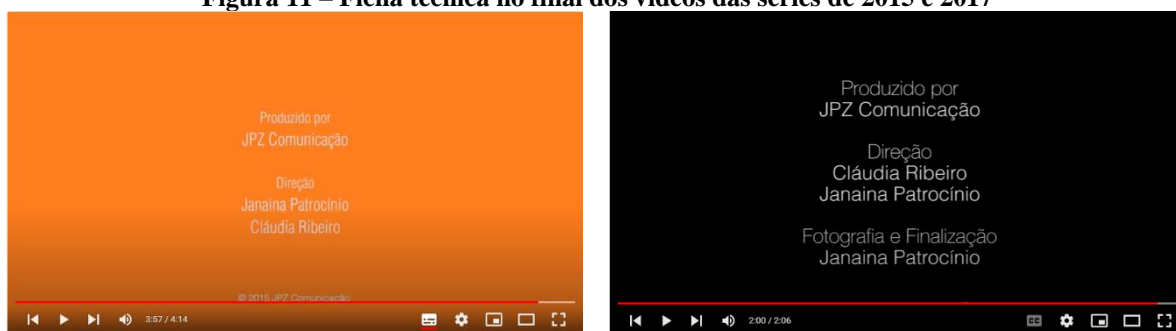 Figura 11 – Ficha técnica no final dos vídeos das séries de 2015 e 2017
Produzido por
JPZ Comunicação
Direção
Janaina Patrocínio
Cláudia Ribeiro
© 2015 JPZ Comunicação
3:57 / 4:14
Produzido por
JPZ Comunicação
Direção
Cláudia Ribeiro
Janaina Patrocínio
Fotografia e Finalização
Janaina Patrocínio
2:00 / 2:06
CC